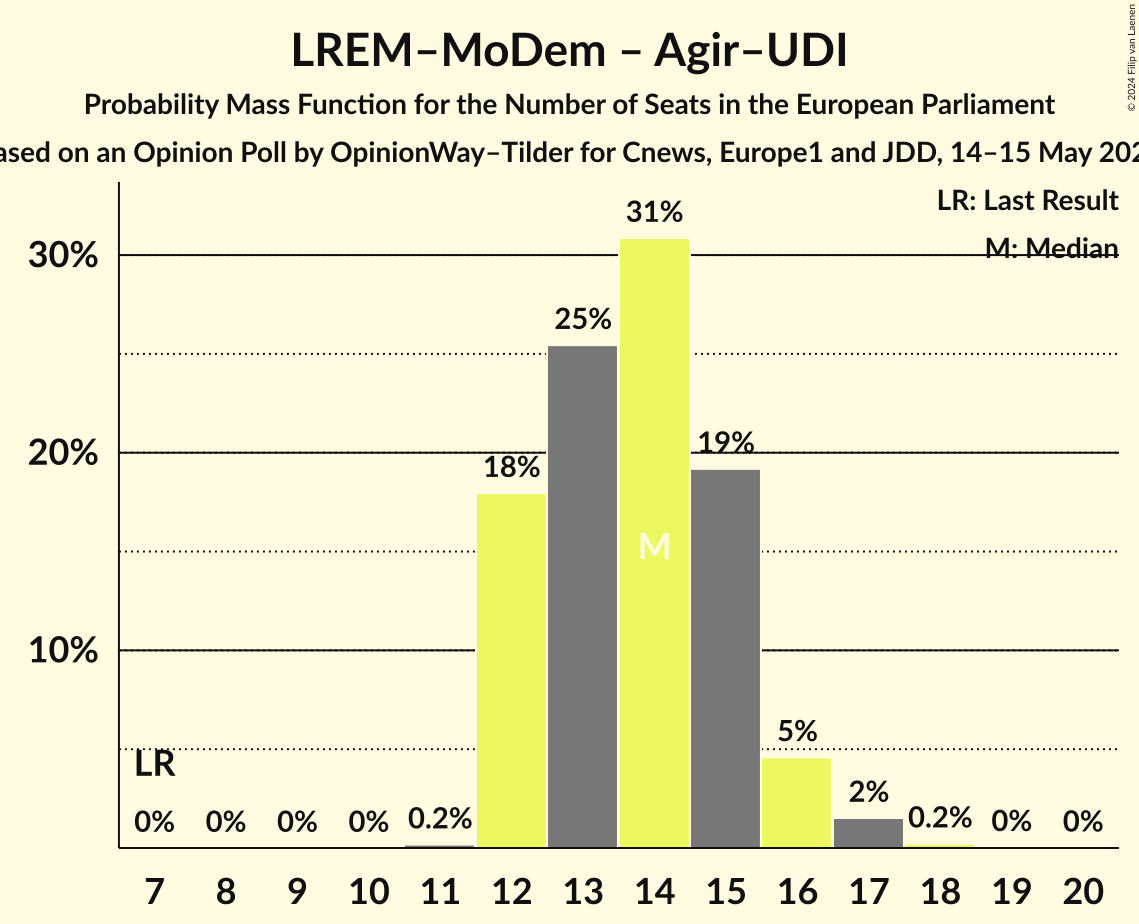 LREM–MoDem – Agir–UDI
Probability Mass Function for the Number of Seats in the European Parliament
on an Opinion Poll by OpinionWay–Tilder for Cnews, Europe1 and JDD, 14–15 May
© 2024 Filip van Laenen
LR: Last Result
M: Median
30%
20%
10%
31%
25%
19%
18%
M
5%
2%
LR
0% 0% 0% 0% 0.2% 0.2% 0% 0%
7 8 9 10 11 12 13 14 15 16 17 18 19 20